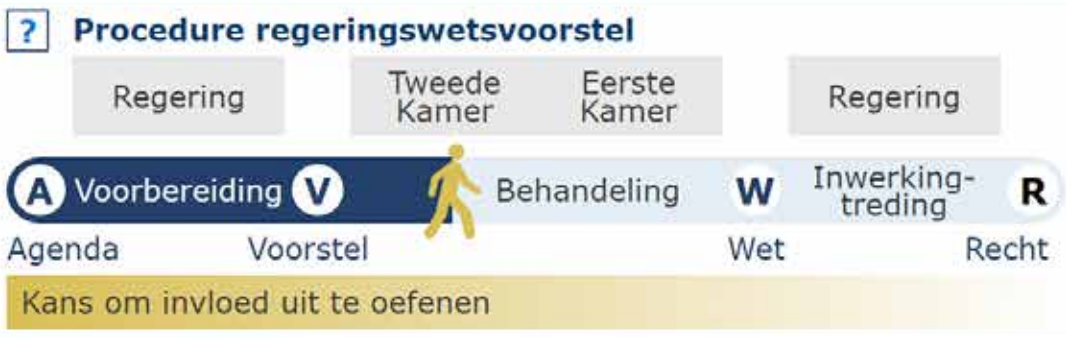 ? Procedure regeringswetsvoorstel
Regering
Tweede
Kamer
Eerste
Kamer
Regering
A Voorbereiding V
Behandeling
W
Inwerking-
treding
R
Agenda
Voorstel
Wet
Recht
Kans om invloed uit te oefenen